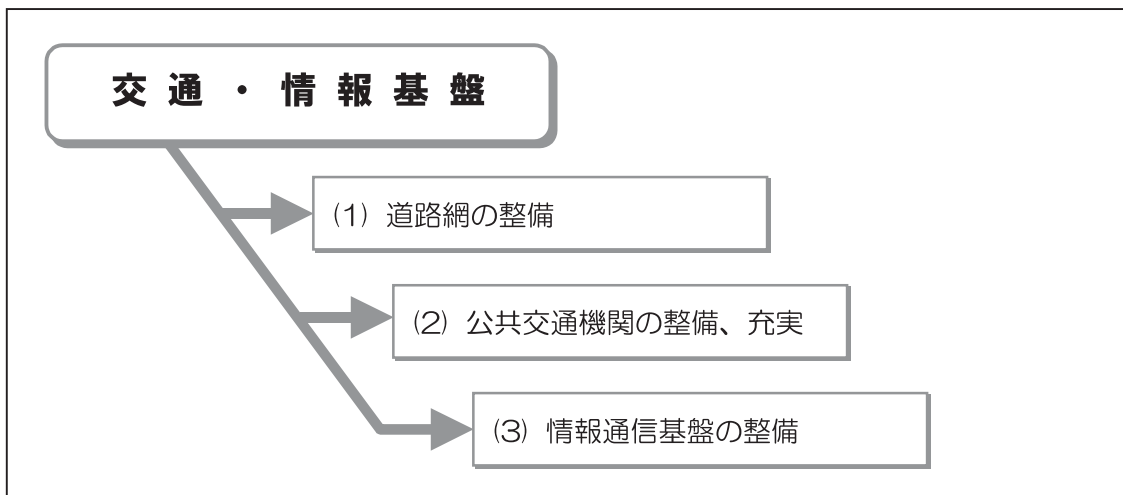 交通・情報基盤
(1) 道路網の整備
(2) 公共交通機関の整備、充実
(3) 情報通信基盤の整備